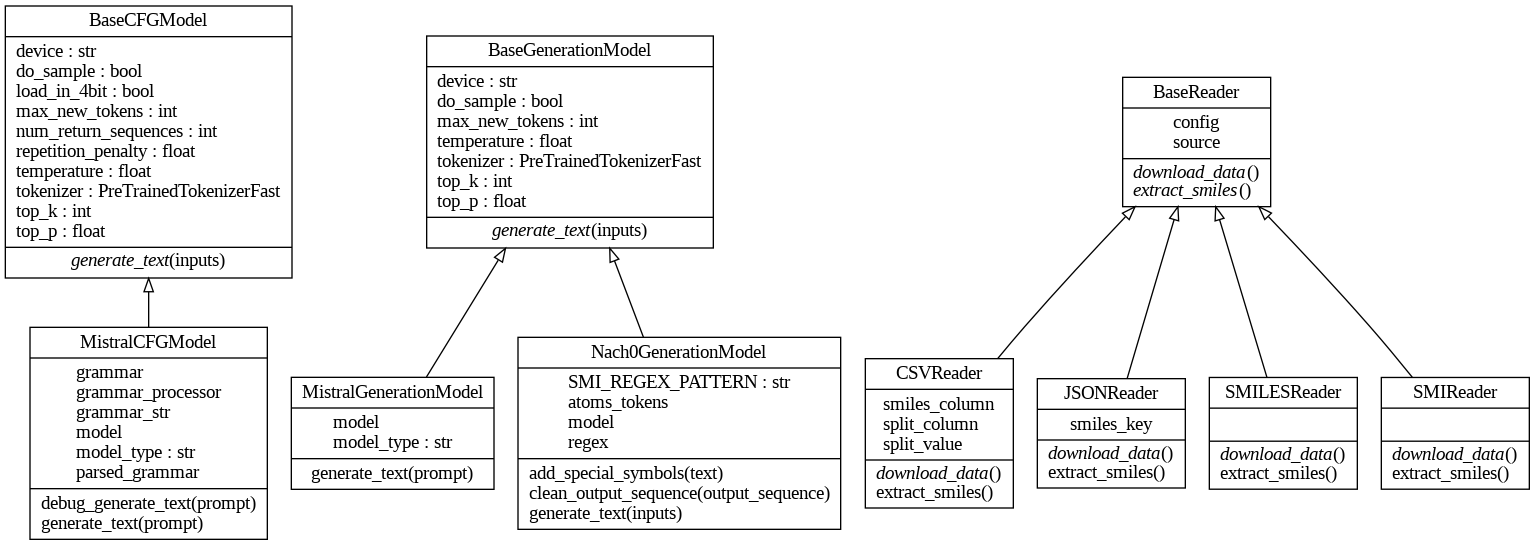 BaseCFGModel
device : str
do_sample : bool
load_in_4bit : bool
max_new_tokens : int
num_return_sequences : int
repetition_penalty : float
temperature : float
tokenizer : PreTrainedTokenizerFast
top_k : int
top_p : float
generate_text(inputs)
MistralCFGModel
grammar
grammar_processor
grammar_str
model
model_type : str
parsed_grammar
debug_generate_text(prompt)
generate_text(prompt)
BaseGenerationModel
device : str
do_sample : bool
max_new_tokens : int
temperature : float
tokenizer : PreTrainedTokenizerFast
top_k : int
top_p : float
generate_text(inputs)
MistralGenerationModel
model
model_type : str
generate_text(prompt)
Nach0GenerationModel
SMI_REGEX_PATTERN : str
atoms_tokens
model
regex
add_special_symbols(text)
clean_output_sequence(output_sequence)
generate_text(inputs)
BaseReader
config
source
download_data()
extract_smiles()
CSVReader
smiles_column
split_column
split_value
download_data()
extract_smiles()
JSONReader
smiles_key
download_data()
extract_smiles()
SMILESReader
download_data()
extract_smiles()
SMIReader
download_data()
extract_smiles()